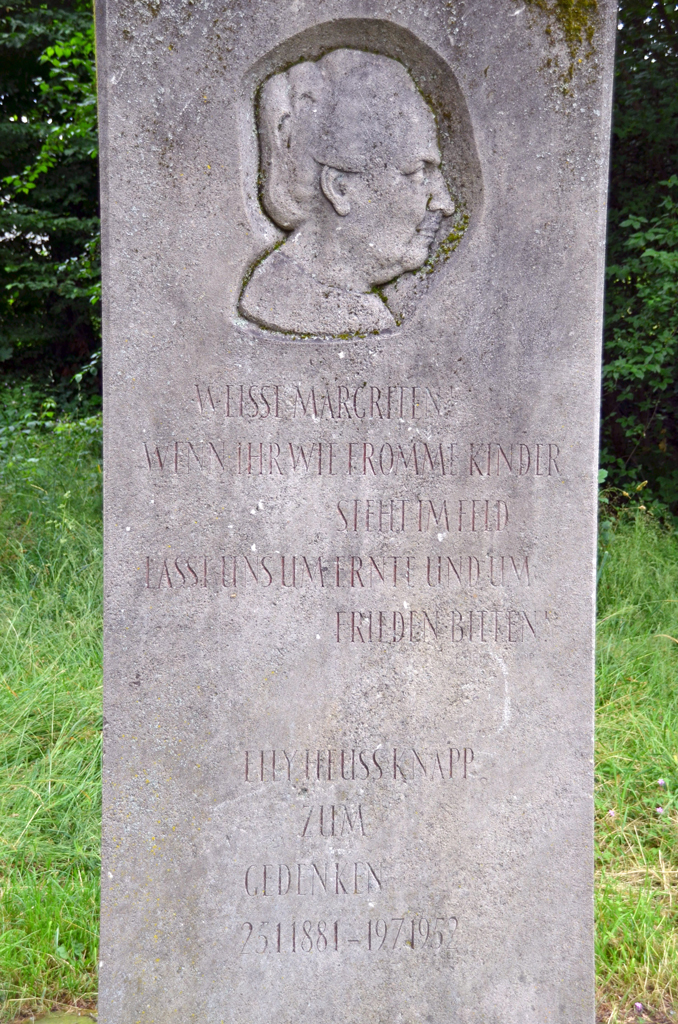 WEISSE MARGRETEN!
WENN IHR WIE FROMME KINDER
STEHT IM FELD
LASST UNS UM ERNTE UND UM
FRIEDEN BITTEN!
ELLY HEUSS KNAPP
ZUM
GEDENKEN
25.1.1881 – 19.7.1952